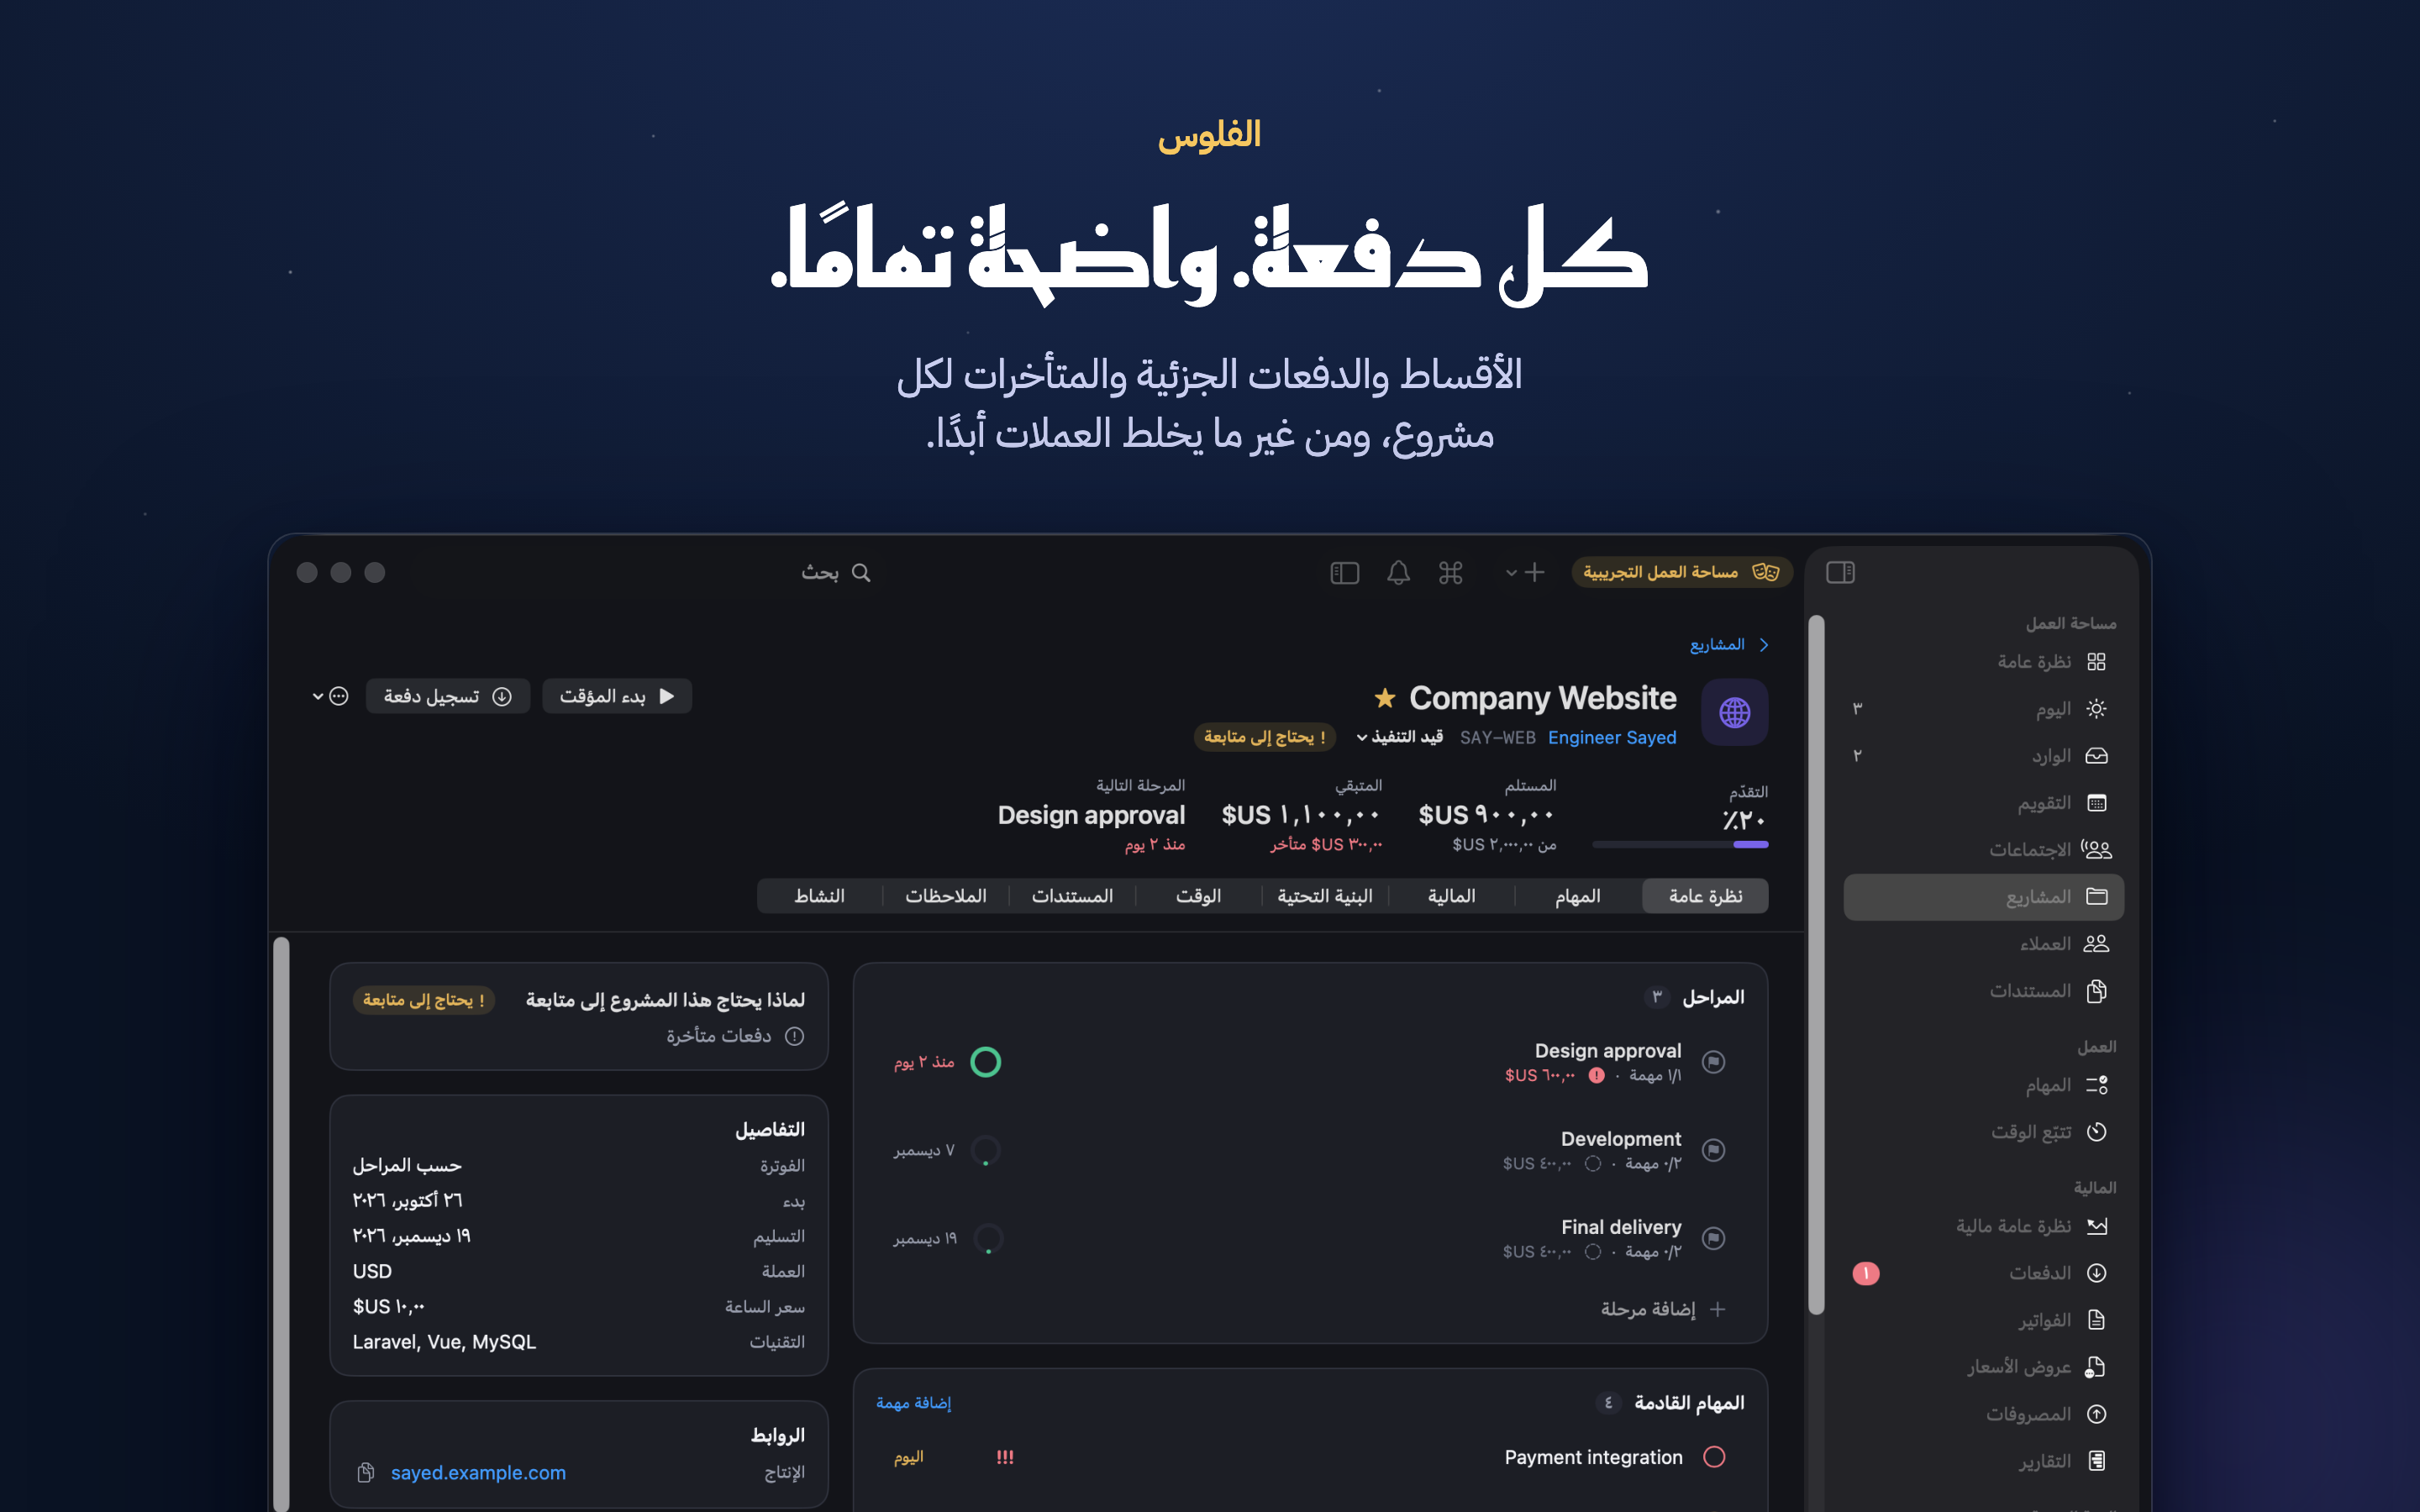 الفلوس
كل دفعة. واضحة تمامًا.
الأقساط والدفعات الجزئية والمتأخرات لكل
مشروع، ومن غير ما يخلط العملات أبدًا.
مساحة العمل التجريبية
بحث
مساحة العمل
نظرة عامة
اليوم ٣
الوارد ٢
التقويم
الاجتماعات
المشاريع
العملاء
المستندات
العمل
المهام
تتبّع الوقت
المالية
نظرة عامة مالية
الدفعات ١
الفواتير
عروض الأسعار
المصروفات
التقارير
المشاريع
Company Website
بدء المؤقت
تسجيل دفعة
Engineer Sayed SAY-WEB قيد التنفيذ ! يحتاج إلى متابعة
التقدّم
٪٢٠
المستلم
٩٠٠,٠٠ US$
من ٢,٠٠٠,٠٠ US$
المتبقي
١,١٠٠,٠٠ US$
٣٠٠,٠٠ US$ متأخر
المرحلة التالية
Design approval
منذ ٢ يوم
نظرة عامة
المهام
المالية
البنية التحتية
الوقت
المستندات
الملاحظات
النشاط
المراحل ٣
Design approval
١/١ مهمة · ٦٠٠,٠٠ US$
منذ ٢ يوم
Development
٠/٢ مهمة · ٤٠٠,٠٠ US$
٧ ديسمبر
Final delivery
٠/٢ مهمة · ٤٠٠,٠٠ US$
١٩ ديسمبر
إضافة مرحلة
المهام القادمة ٤
إضافة مهمة
Payment integration
!!! اليوم
لماذا يحتاج هذا المشروع إلى متابعة
! يحتاج إلى متابعة
دفعات متأخرة
التفاصيل
الفوترة حسب المراحل
بدء ٢٦ أكتوبر، ٢٠٢٦
التسليم ١٩ ديسمبر، ٢٠٢٦
العملة USD
سعر الساعة ١٠,٠٠ US$
التقنيات Laravel, Vue, MySQL
الروابط
الإنتاج sayed.example.com